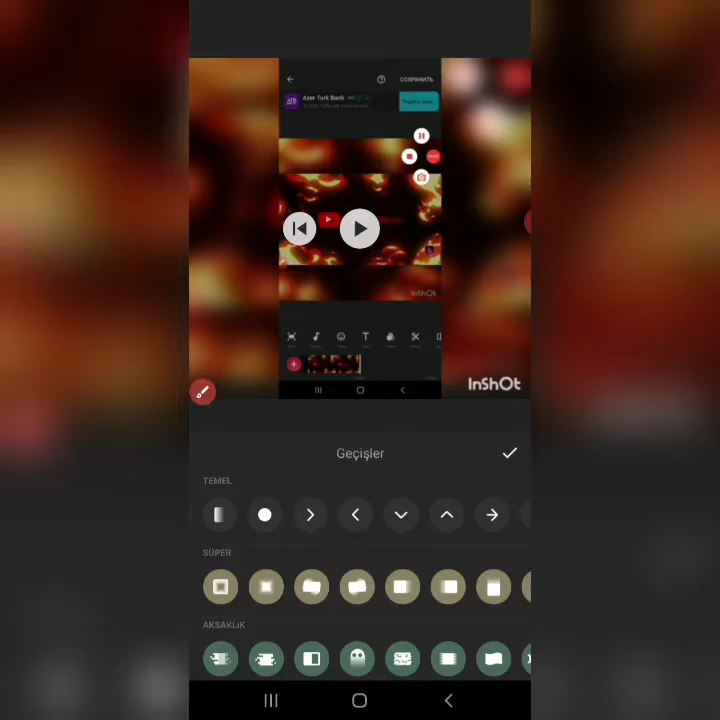 СОХРАНИТЬ
Azer Turk Bank
InShOt
InShOt
Geçişler
TEMEL
SÜPER
AKSAKLIK